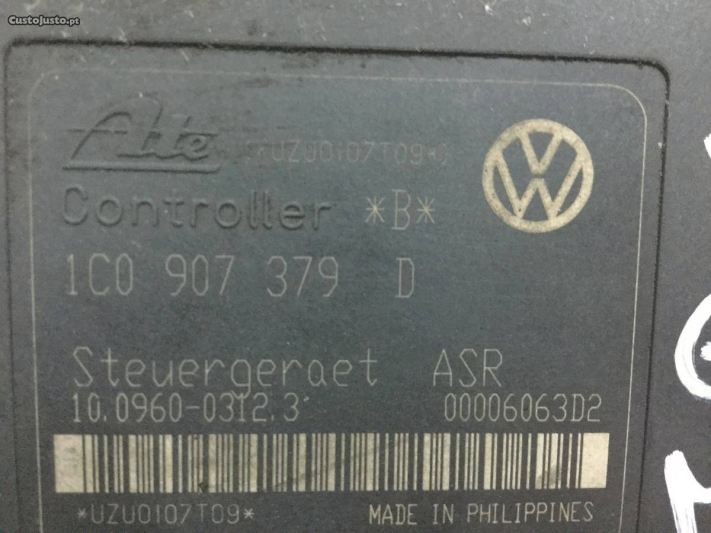 CustoJusto.pt
Ate *UZU0107T09*
Controller *B*
1C0 907 379 D
Steuergeraet ASR
10.0960-0312.3 00006063D2
*UZU0107T09* MADE IN PHILIPPINES